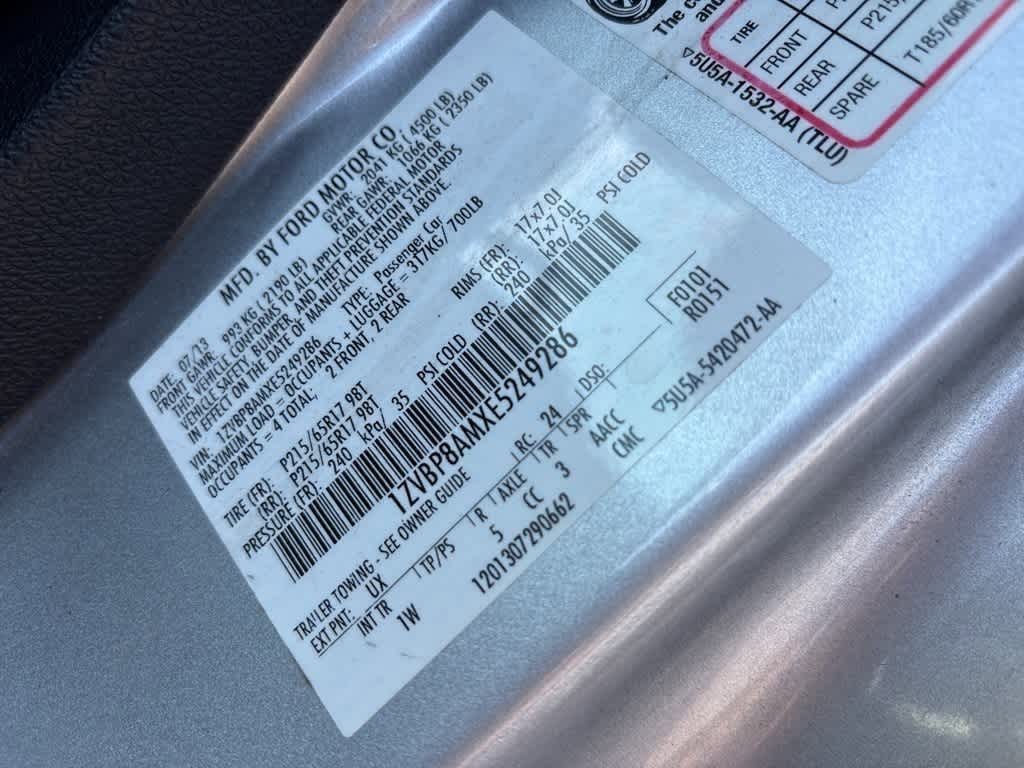 The co
and
TIRE
FRONT P215/
REAR
SPARE T185/60R
▽5U5A-1532-AA (TLU)
MFD. BY FORD MOTOR CO
DATE: 07/13 GVWR: 2041 KG ( 4500 LB)
FRONT GAWR: 993 KG ( 2190 LB) REAR GAWR: 1066 KG ( 2350 LB)
THIS VEHICLE CONFORMS TO ALL APPLICABLE FEDERAL MOTOR
VEHICLE SAFETY, BUMPER, AND THEFT PREVENTION STANDARDS
IN EFFECT ON THE DATE OF MANUFACTURE SHOWN ABOVE.
VIN: 1ZVBP8AMXE5249286 TYPE: Passenger Car
MAXIMUM LOAD = OCCUPANTS + LUGGAGE = 317KG/700LB
OCCUPANTS = 4 TOTAL; 2 FRONT, 2 REAR
TIRE (FR): P215/65R17 98T RIMS (FR): 17x7.0J
(RR): P215/65R17 98T (RR): 17x7.0J
PRESSURE (FR): 240 kPa/ 35 PSI COLD (RR): 240 kPa/ 35 PSI COLD
1ZVBP8AMXE5249286
TRAILER TOWING - SEE OWNER GUIDE
EXT PNT: UX RC: 24 DSO: F0101
R0151
INT TR TP/PS R AXLE TR SPR
1W 5 CC 3 AACC
CMC
1201307290662
▽5U5A-5420472-AA